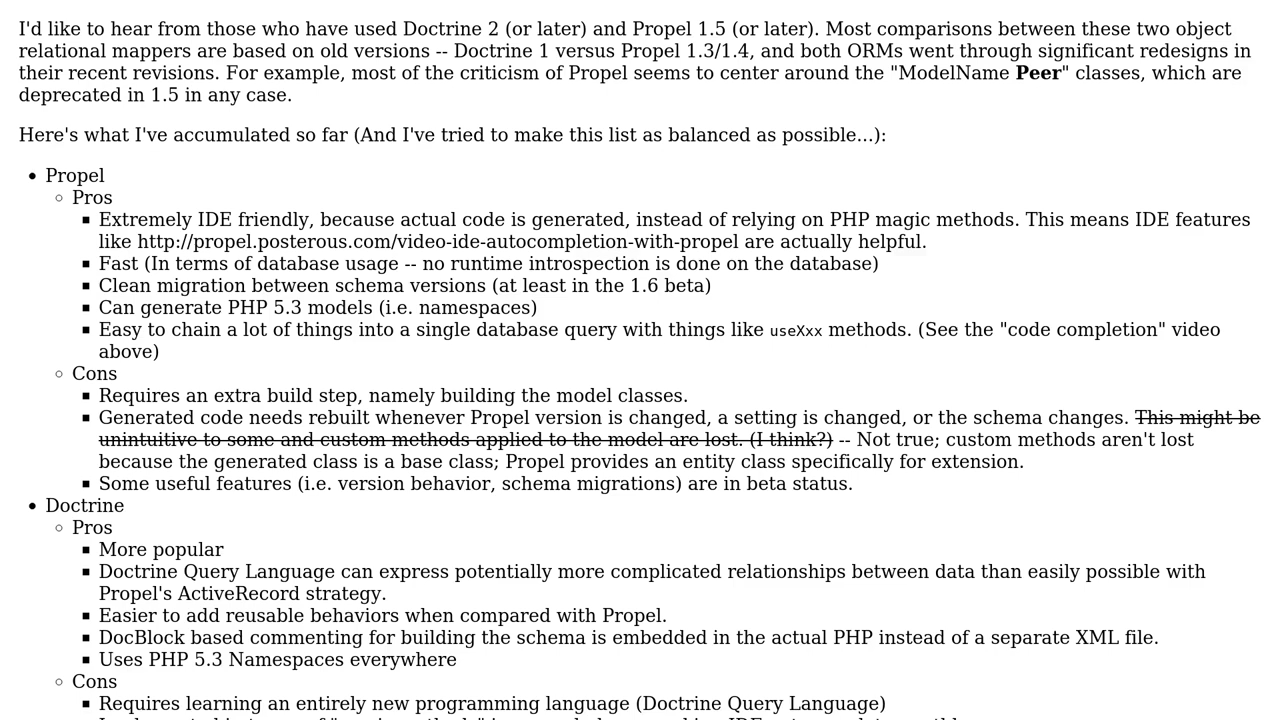 I'd like to hear from those who have used Doctrine 2 (or later) and Propel 1.5 (or later). Most comparisons between these two object
relational mappers are based on old versions -- Doctrine 1 versus Propel 1.3/1.4, and both ORMs went through significant redesigns in
their recent revisions. For example, most of the criticism of Propel seems to center around the "ModelName Peer" classes, which are
deprecated in 1.5 in any case.
Here's what I've accumulated so far (And I've tried to make this list as balanced as possible...):
• Propel
◦ Pros
▪ Extremely IDE friendly, because actual code is generated, instead of relying on PHP magic methods. This means IDE features
like http://propel.posterous.com/video-ide-autocompletion-with-propel are actually helpful.
▪ Fast (In terms of database usage -- no runtime introspection is done on the database)
▪ Clean migration between schema versions (at least in the 1.6 beta)
▪ Can generate PHP 5.3 models (i.e. namespaces)
▪ Easy to chain a lot of things into a single database query with things like useXxx methods. (See the "code completion" video
above)
◦ Cons
▪ Requires an extra build step, namely building the model classes.
▪ Generated code needs rebuilt whenever Propel version is changed, a setting is changed, or the schema changes. This might be
unintuitive to some and custom methods applied to the model are lost. (I think?) -- Not true; custom methods aren't lost
because the generated class is a base class; Propel provides an entity class specifically for extension.
▪ Some useful features (i.e. version behavior, schema migrations) are in beta status.
• Doctrine
◦ Pros
▪ More popular
▪ Doctrine Query Language can express potentially more complicated relationships between data than easily possible with
Propel's ActiveRecord strategy.
▪ Easier to add reusable behaviors when compared with Propel.
▪ DocBlock based commenting for building the schema is embedded in the actual PHP instead of a separate XML file.
▪ Uses PHP 5.3 Namespaces everywhere
◦ Cons
▪ Requires learning an entirely new programming language (Doctrine Query Language)